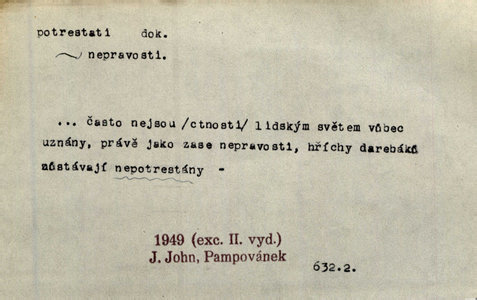 potrestati dok.
nepravosti.
... často nejsou /ctnosti/ lidským světem vůbec
uznány, právě jako zase nepravosti, hříchy darebáků
zůstávají nepotrestány -
1949 (exc. II. vyd.)
J. John, Pampovánek
632.2.